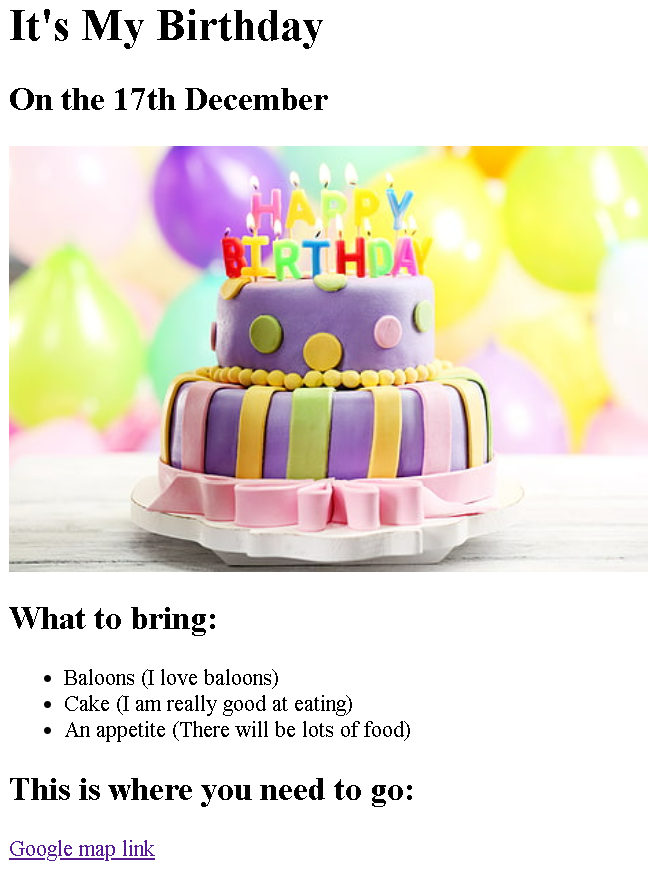 It's My Birthday
On the 17th December
HAPPY
BIRTHDAY
What to bring:
Baloons (I love baloons)
Cake (I am really good at eating)
An appetite (There will be lots of food)
This is where you need to go:
Google map link